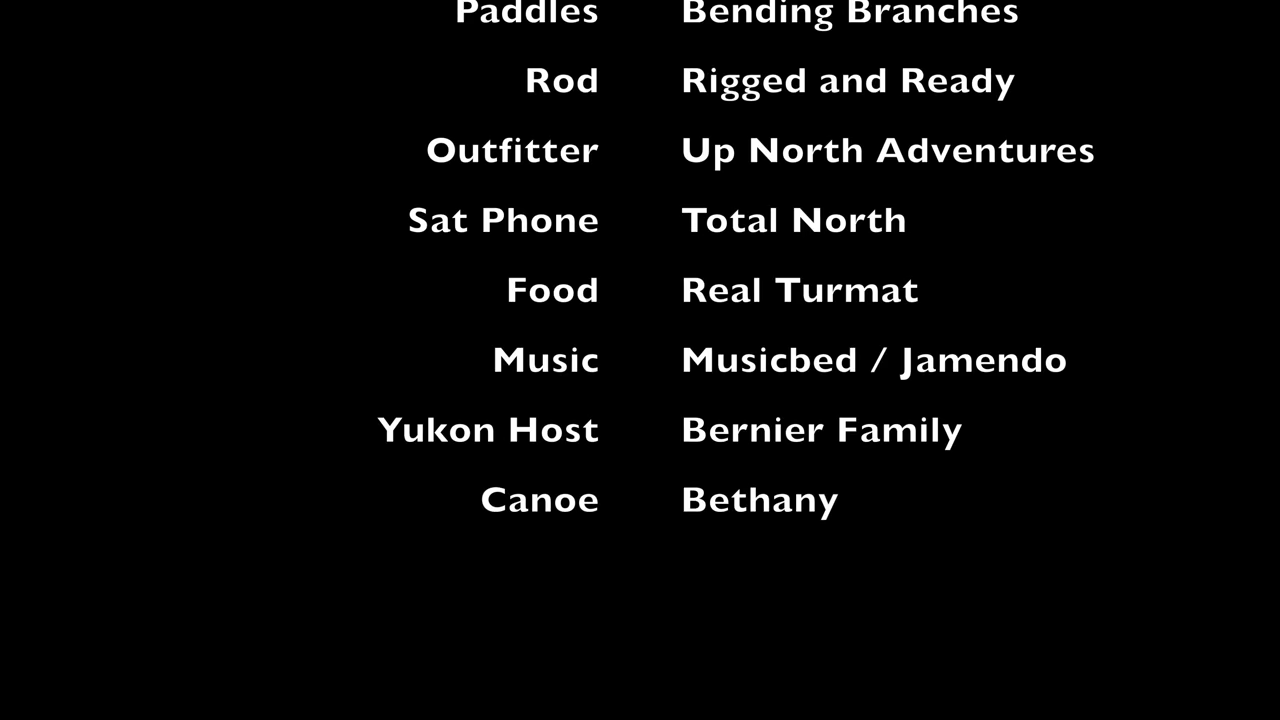 Paddles Bending Branches
Rod Rigged and Ready
Outfitter Up North Adventures
Sat Phone Total North
Food Real Turmat
Music Musicbed / Jamendo
Yukon Host Bernier Family
Canoe Bethany